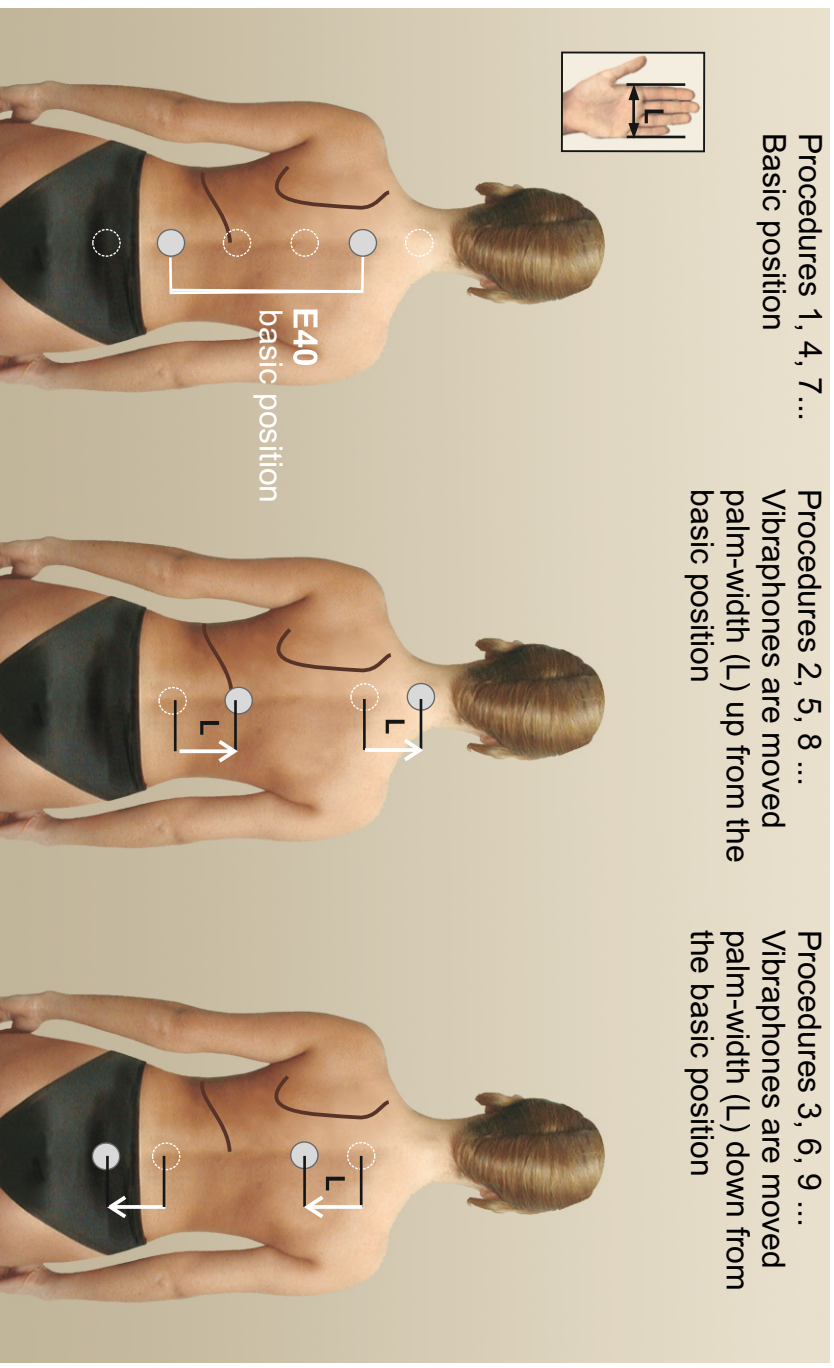 Procedures 1, 4, 7...
Basic position
L
E40
basic position
Procedures 2, 5, 8 ...
Vibraphones are moved
palm-width (L) up from the
basic position
L
L
Procedures 3, 6, 9 ...
Vibraphones are moved
palm-width (L) down from
the basic position
L